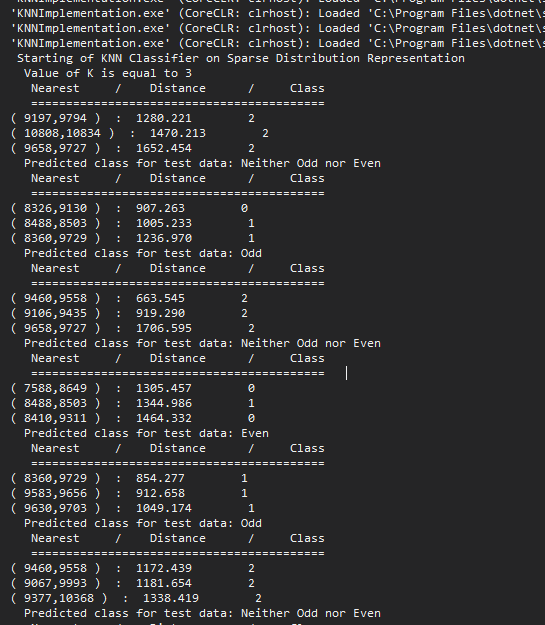 'KNNImplementation.exe' (CoreCLR: clrhost): Loaded 'C:\Program Files\dotnet\s
'KNNImplementation.exe' (CoreCLR: clrhost): Loaded 'C:\Program Files\dotnet\s
'KNNImplementation.exe' (CoreCLR: clrhost): Loaded 'C:\Program Files\dotnet\s
'KNNImplementation.exe' (CoreCLR: clrhost): Loaded 'C:\Program Files\dotnet\s
Starting of KNN Classifier on Sparse Distribution Representation
Value of K is equal to 3
Nearest / Distance / Class
==========================================
( 9197,9794 ) : 1280.221 2
( 10808,10834 ) : 1470.213 2
( 9658,9727 ) : 1652.454 2
Predicted class for test data: Neither Odd nor Even
Nearest / Distance / Class
==========================================
( 8326,9130 ) : 907.263 0
( 8488,8503 ) : 1005.233 1
( 8360,9729 ) : 1236.970 1
Predicted class for test data: Odd
Nearest / Distance / Class
==========================================
( 9460,9558 ) : 663.545 2
( 9106,9435 ) : 919.290 2
( 9658,9727 ) : 1706.595 2
Predicted class for test data: Neither Odd nor Even
Nearest / Distance / Class
==========================================
( 7588,8649 ) : 1305.457 0
( 8488,8503 ) : 1344.986 1
( 8410,9311 ) : 1464.332 0
Predicted class for test data: Even
Nearest / Distance / Class
==========================================
( 8360,9729 ) : 854.277 1
( 9583,9656 ) : 912.658 1
( 9630,9703 ) : 1049.174 1
Predicted class for test data: Odd
Nearest / Distance / Class
==========================================
( 9460,9558 ) : 1172.439 2
( 9067,9993 ) : 1181.654 2
( 9377,10368 ) : 1338.419 2
Predicted class for test data: Neither Odd nor Even